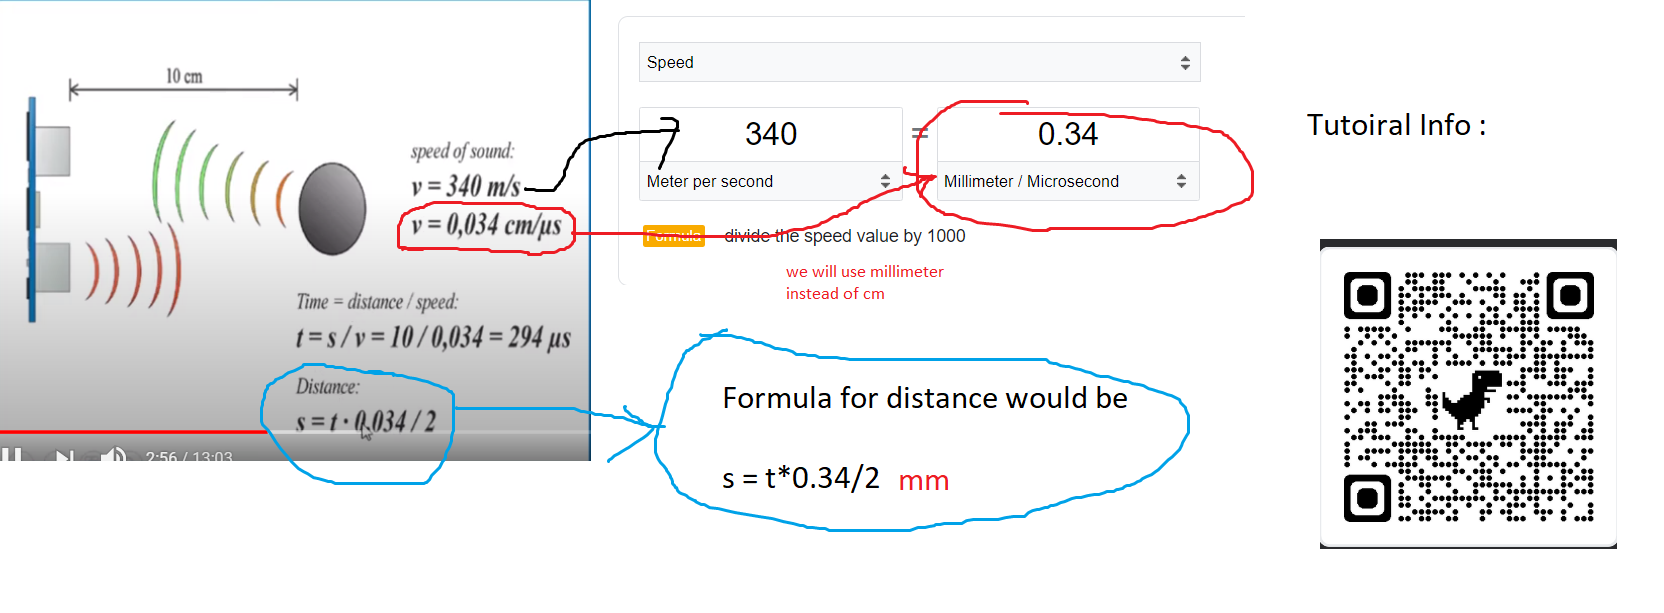 10 cm
speed of sound:
v = 340 m/s
v = 0,034 cm/µs
Time = distance / speed:
t = s / v = 10 / 0,034 = 294 µs
Distance:
s = t · 0,034 / 2
2:56 / 13:03
Speed
340
=
0.34
Meter per second
Millimeter / Microsecond
Formula
divide the speed value by 1000
we will use millimeter
instead of cm
Formula for distance would be
s = t*0.34/2 mm
Tutoiral Info :